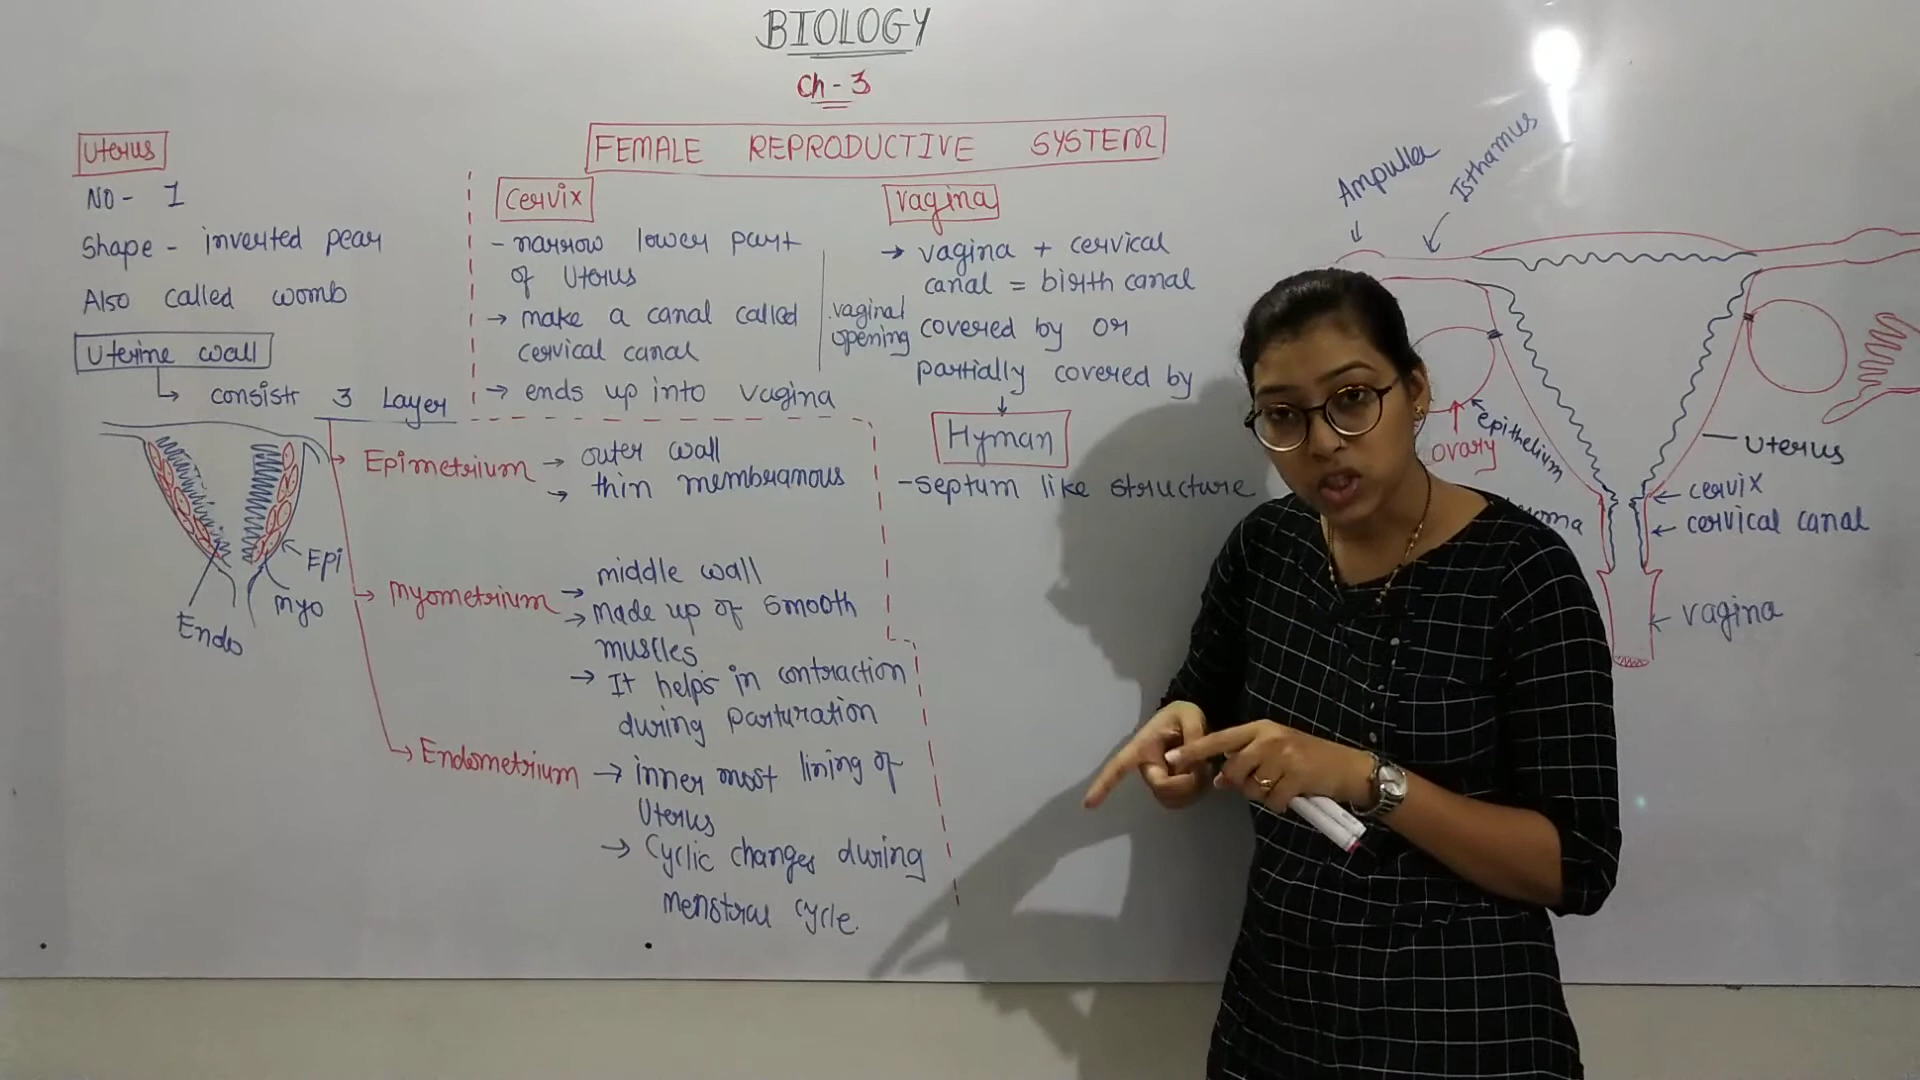 BIOLOGY
Ch - 3
FEMALE REPRODUCTIVE SYSTEM
Uterus
NO - 1
Shape - inverted pear
Also called womb
Uterine wall
consistr 3 Layer
Endo
Myo
Epi
Cervix
- narrow lower part
of Uterus
→ make a canal called
cervical canal
→ ends up into vagina
Vagina
→ vagina + cervical
canal = birth canal
vaginal
opening
covered by or
partially covered by
Hyman
- septum like structure
Epimetrium → outer wall
→ thin membranous
Myometrium → middle wall
→ made up of smooth
muscles.
→ It helps in contraction
during parturation
Endometrium → inner most lining of
Uterus
→ Cyclic changes during
menstral cycle.
Ampulla
Isthamus
epithelium
ovary
Uterus
cervix
cervical canal
vagina